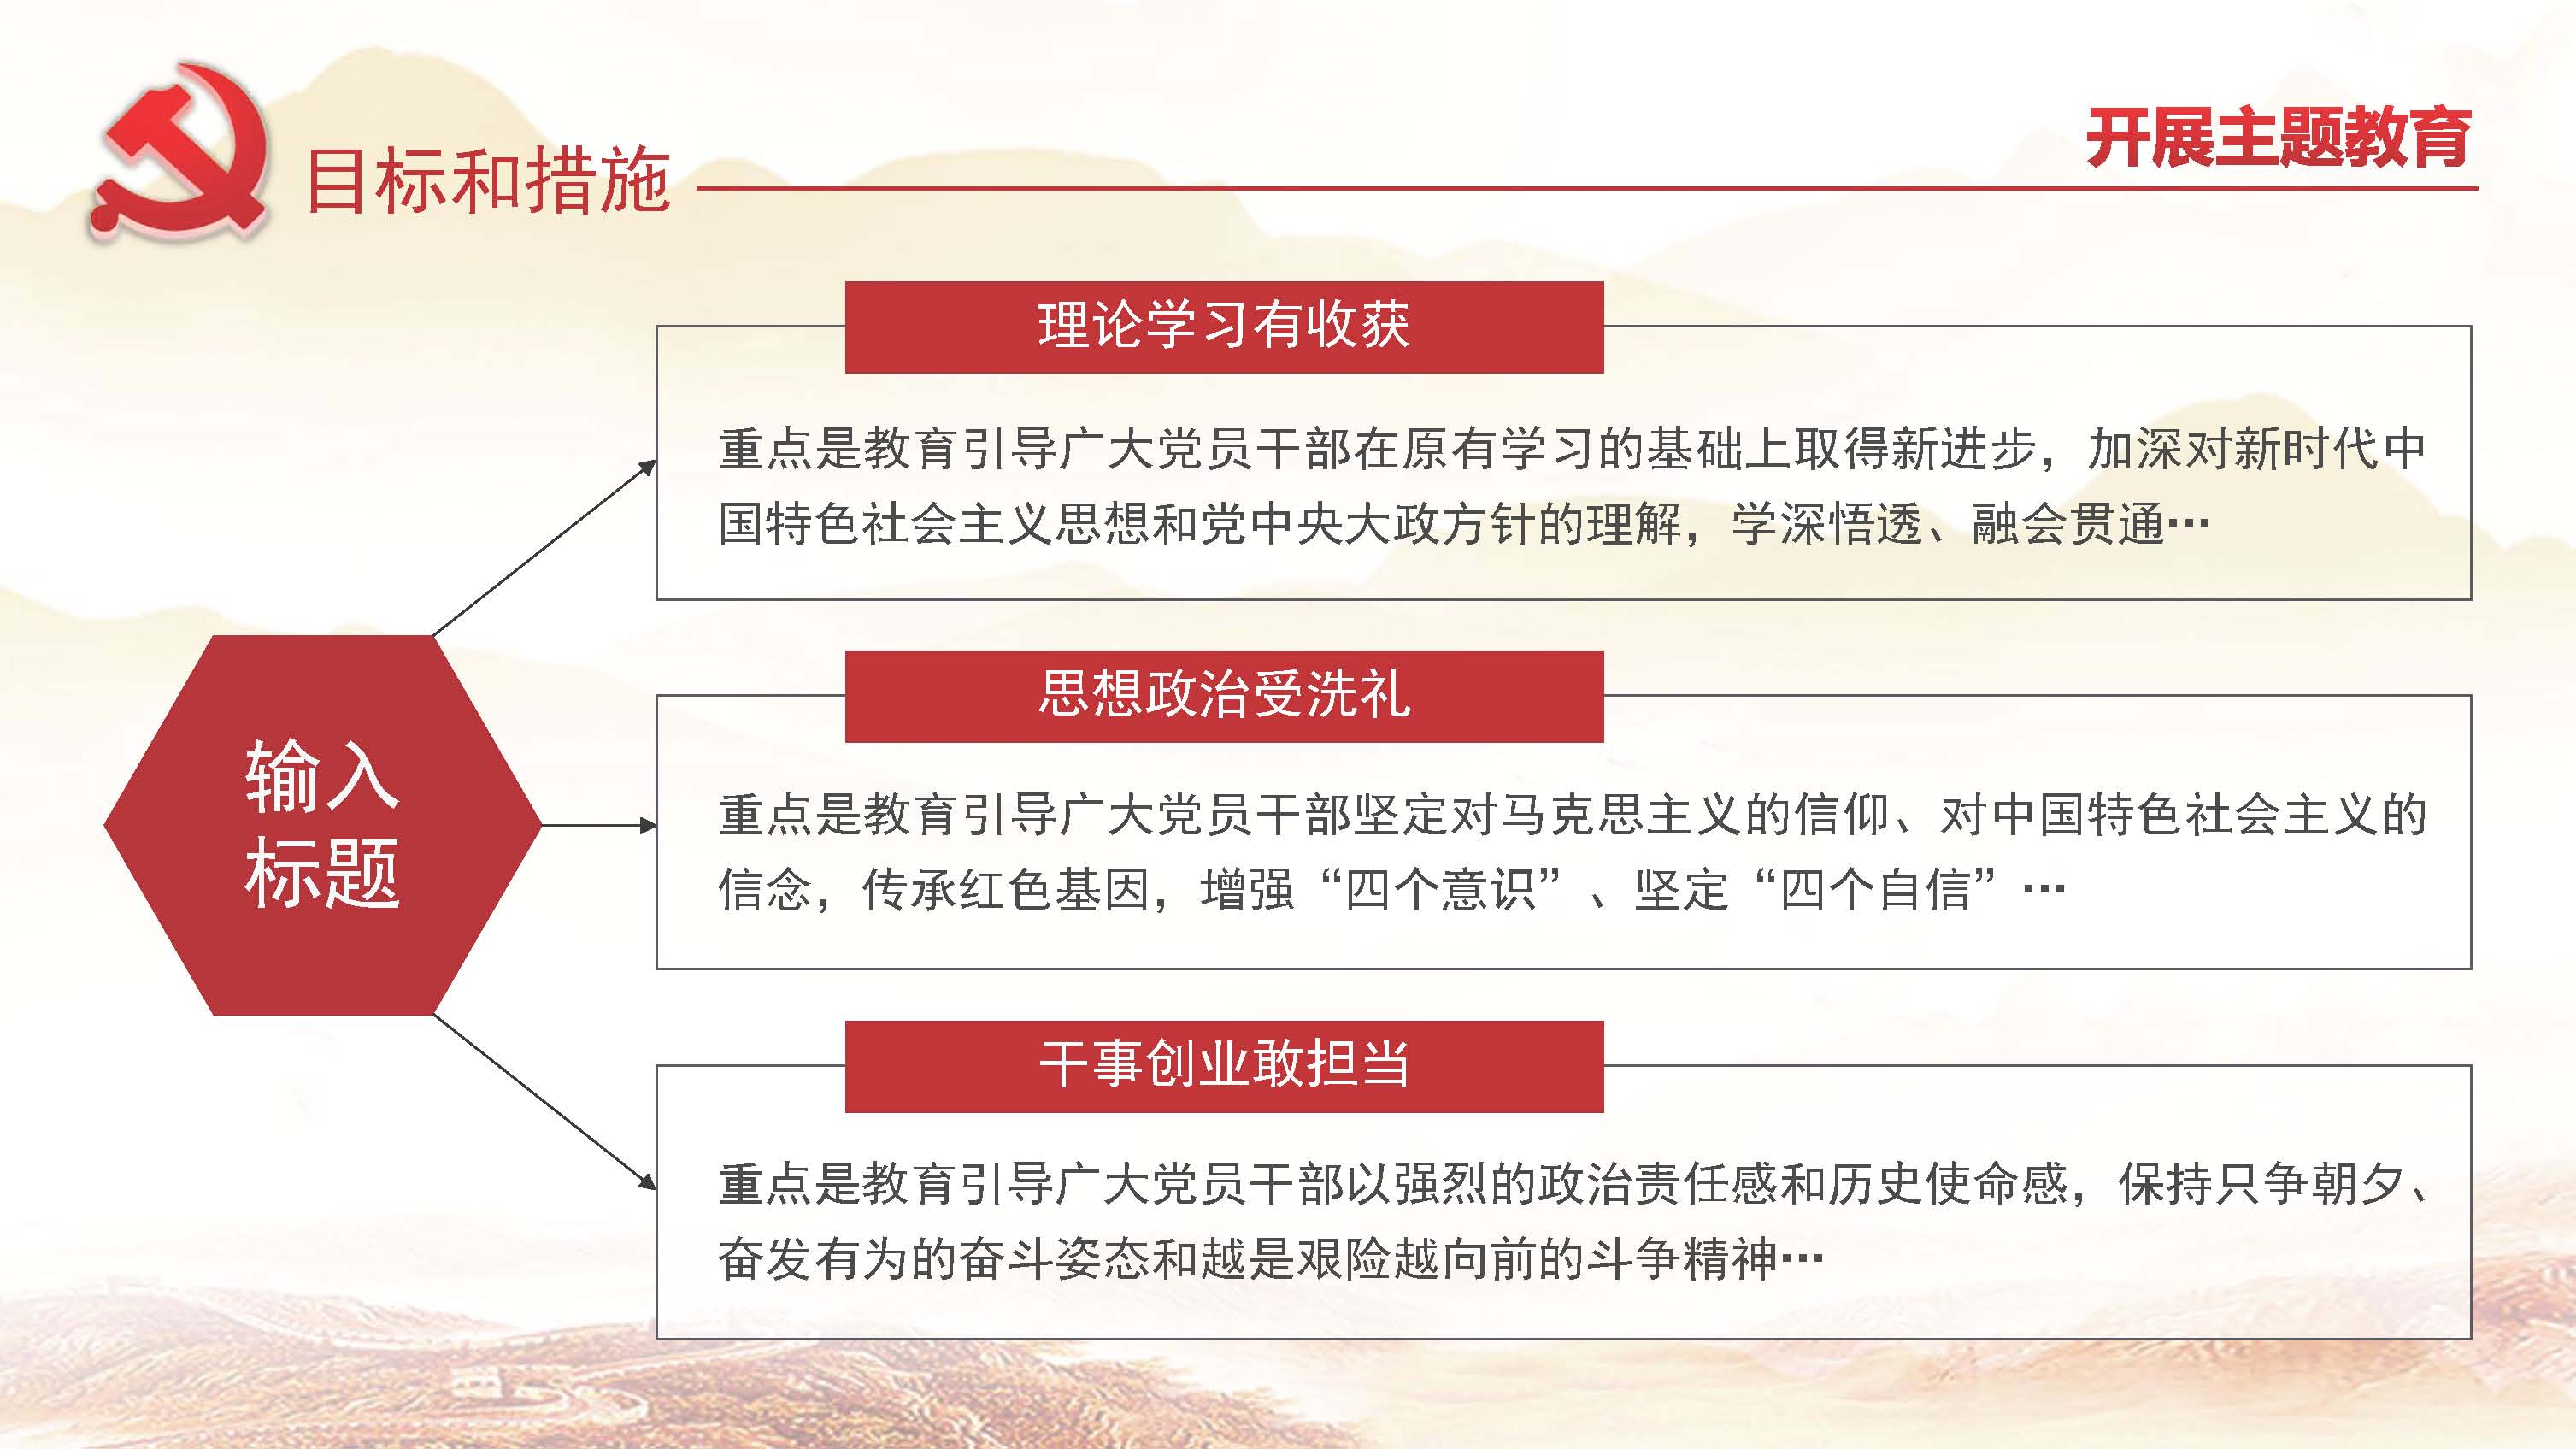 目标和措施
开展主题教育
理论学习有收获
重点是教育引导广大党员干部在原有学习的基础上取得新进步，加深对新时代中
国特色社会主义思想和党中央大政方针的理解，学深悟透、融会贯通…
输入
标题
思想政治受洗礼
重点是教育引导广大党员干部坚定对马克思主义的信仰、对中国特色社会主义的
信念，传承红色基因，增强“四个意识”、坚定“四个自信”…
干事创业敢担当
重点是教育引导广大党员干部以强烈的政治责任感和历史使命感，保持只争朝夕、
奋发有为的奋斗姿态和越是艰险越向前的斗争精神…